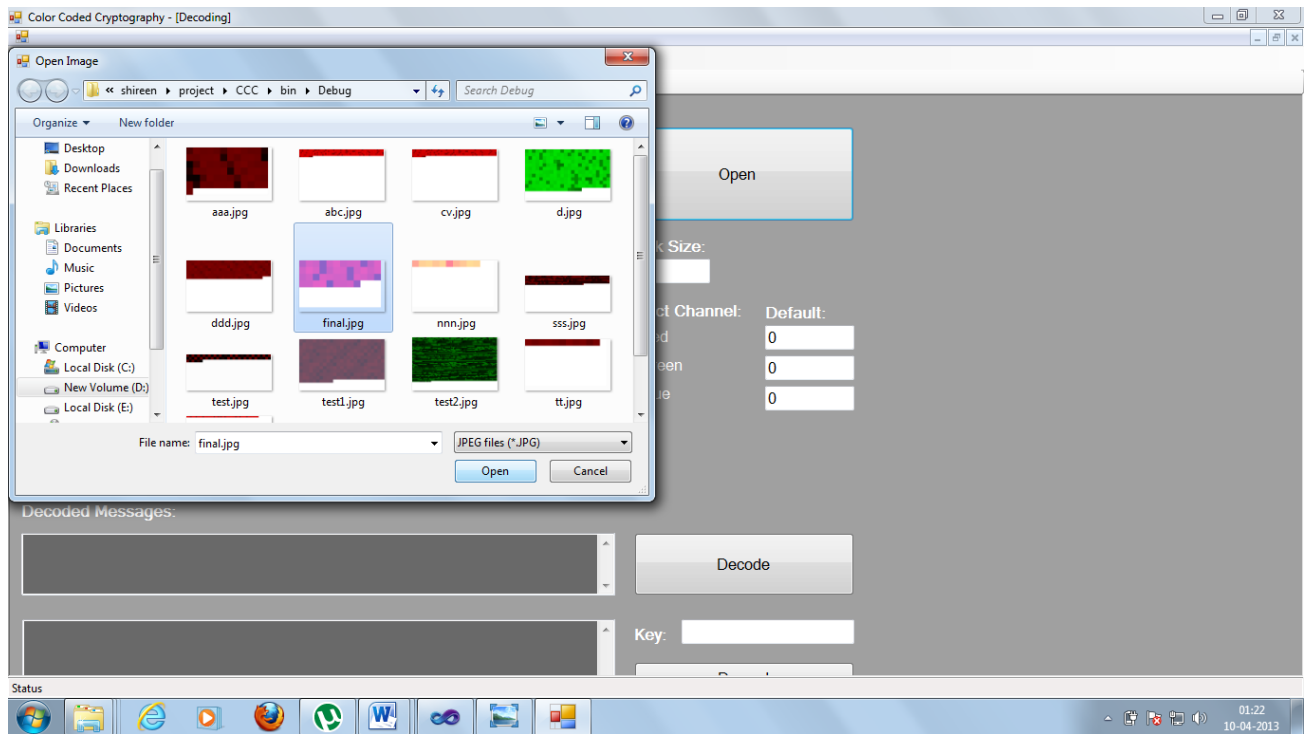 Color Coded Cryptography - [Decoding]
Open Image
« shireen ▸ project ▸ CCC ▸ bin ▸ Debug
Search Debug
Organize
New folder
Desktop
Downloads
Recent Places
Libraries
Documents
Music
Pictures
Videos
Computer
Local Disk (C:)
New Volume (D:)
Local Disk (E:)
aaa.jpg
abc.jpg
cv.jpg
d.jpg
ddd.jpg
final.jpg
nnn.jpg
sss.jpg
test.jpg
test1.jpg
test2.jpg
tt.jpg
File name: final.jpg
JPEG files (*.JPG)
Open
Cancel
Open
Size:
Channel:
Default:
0
0
0
Decoded Messages:
Decode
Key:
Status
01:22
10-04-2013